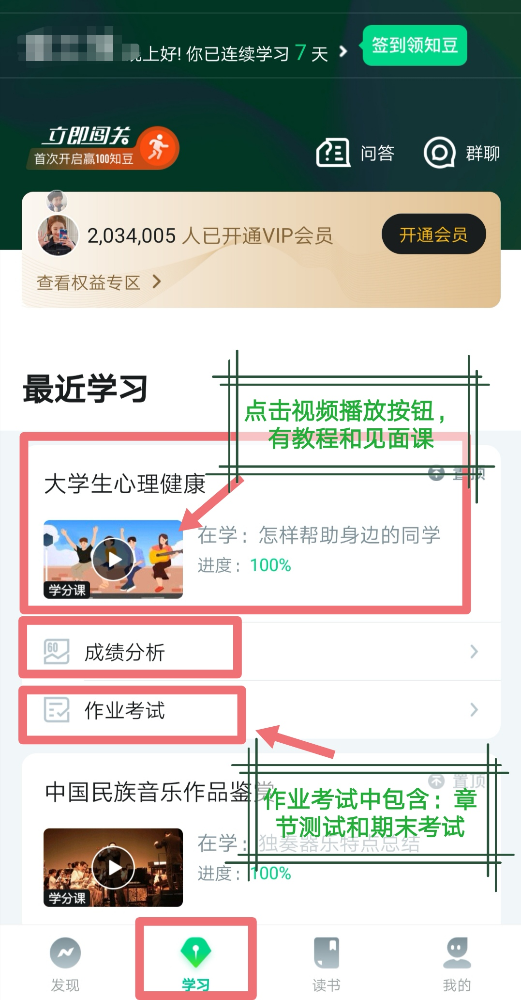 上好! 你已连续学习 7 天
签到领知豆
立即闯关
首次开启赢100知豆
问答
群聊
2,034,005 人已开通VIP会员
开通会员
查看权益专区
最近学习
点击视频播放按钮，
有教程和见面课
大学生心理健康
置顶
在学：怎样帮助身边的同学
进度：100%
学分课
60
成绩分析
作业考试
中国民族音乐作品鉴赏
置顶
作业考试中包含：章
节测试和期末考试
在学：独奏器乐特点总结
进度：100%
学分课
发现
学习
读书
我的